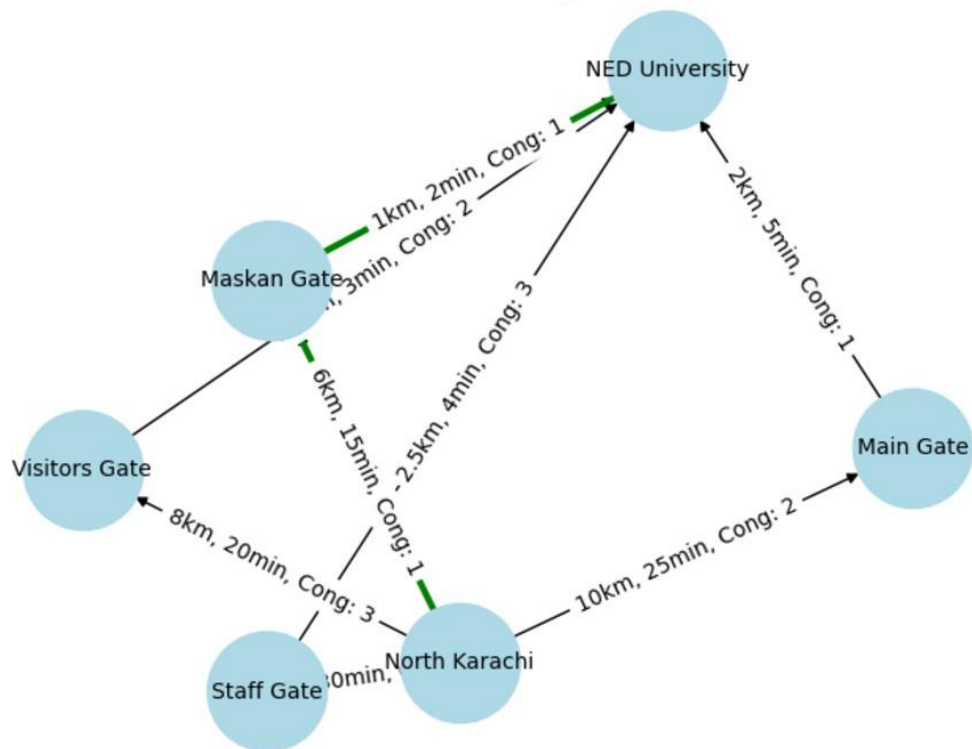 NED University
1km, 2min, Cong: 1
3min, Cong: 2
Maskan Gate
2km, 5min, Cong: 1
2.5km, 4min, Cong: 3
6km, 15min, Cong: 1
Main Gate
Visitors Gate
8km, 20min, Cong: 3
10km, 25min, Cong: 2
North Karachi
Staff Gate
30min,